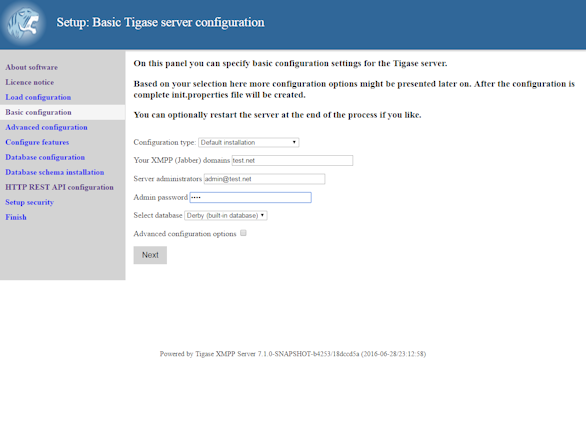 Setup: Basic Tigase server configuration
About software
Licence notice
Load configuration
Basic configuration
Advanced configuration
Configure features
Database configuration
Database schema installation
HTTP REST API configuration
Setup security
Finish
On this panel you can specify basic configuration settings for the Tigase server.
Based on your selection here more configuration options might be presented later on. After the configuration is
complete init.properties file will be created.
You can optionally restart the server at the end of the process if you like.
Configuration type: Default installation
Your XMPP (Jabber) domains test.net
Server administrators admin@test.net
Admin password ••••
Select database Derby (built-in database)
Advanced configuration options
Next
Powered by Tigase XMPP Server 7.1.0-SNAPSHOT-b4253/18dccd5a (2016-06-28/23:12:58)